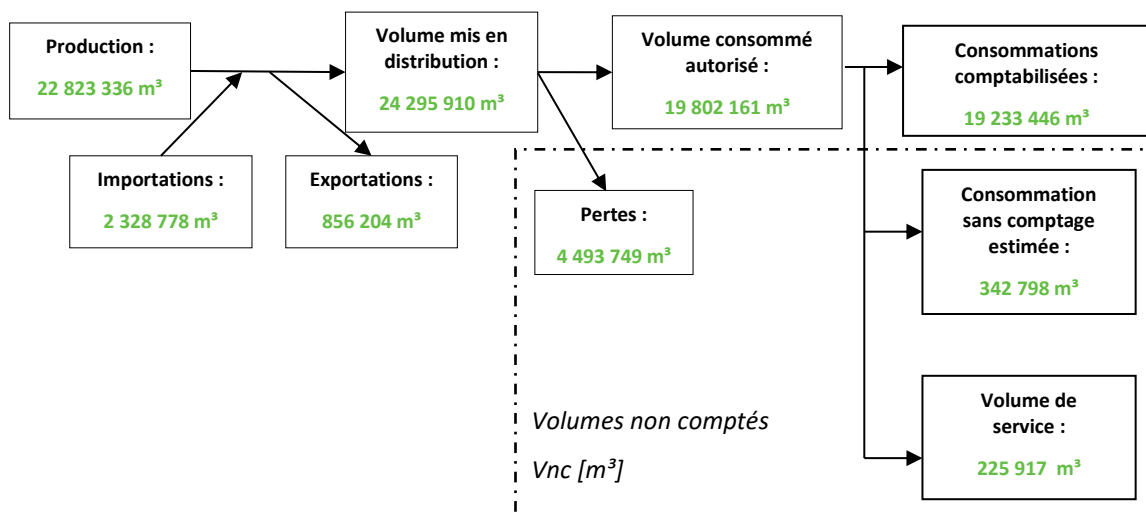 Production :
22 823 336 m³
Volume mis en
distribution :
24 295 910 m³
Volume consommé
autorisé :
19 802 161 m³
Consommations
comptabilisées :
19 233 446 m³
Importations :
2 328 778 m³
Exportations :
856 204 m³
Pertes :
4 493 749 m³
Consommation
sans comptage
estimée :
342 798 m³
Volumes non comptés
Vnc [m³]
Volume de
service :
225 917 m³